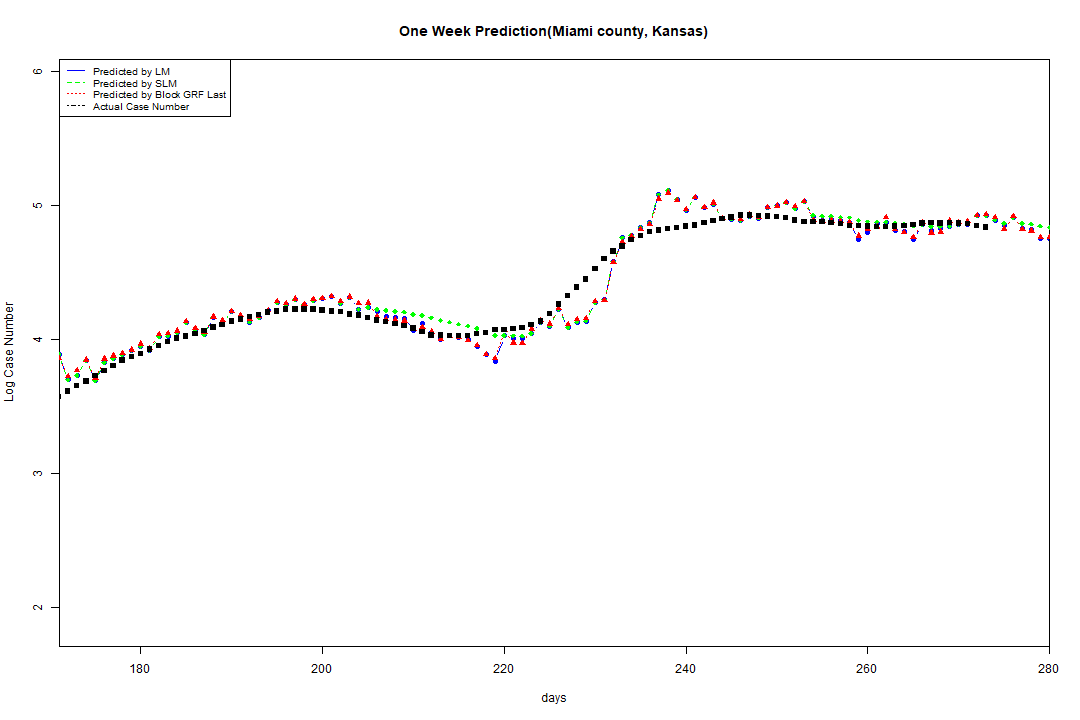 One Week Prediction(Miami county, Kansas)
Predicted by LM
Predicted by SLM
Predicted by Block GRF Last
Actual Case Number
6
5
4
3
2
Log Case Number
180 200 220 240 260 280
days